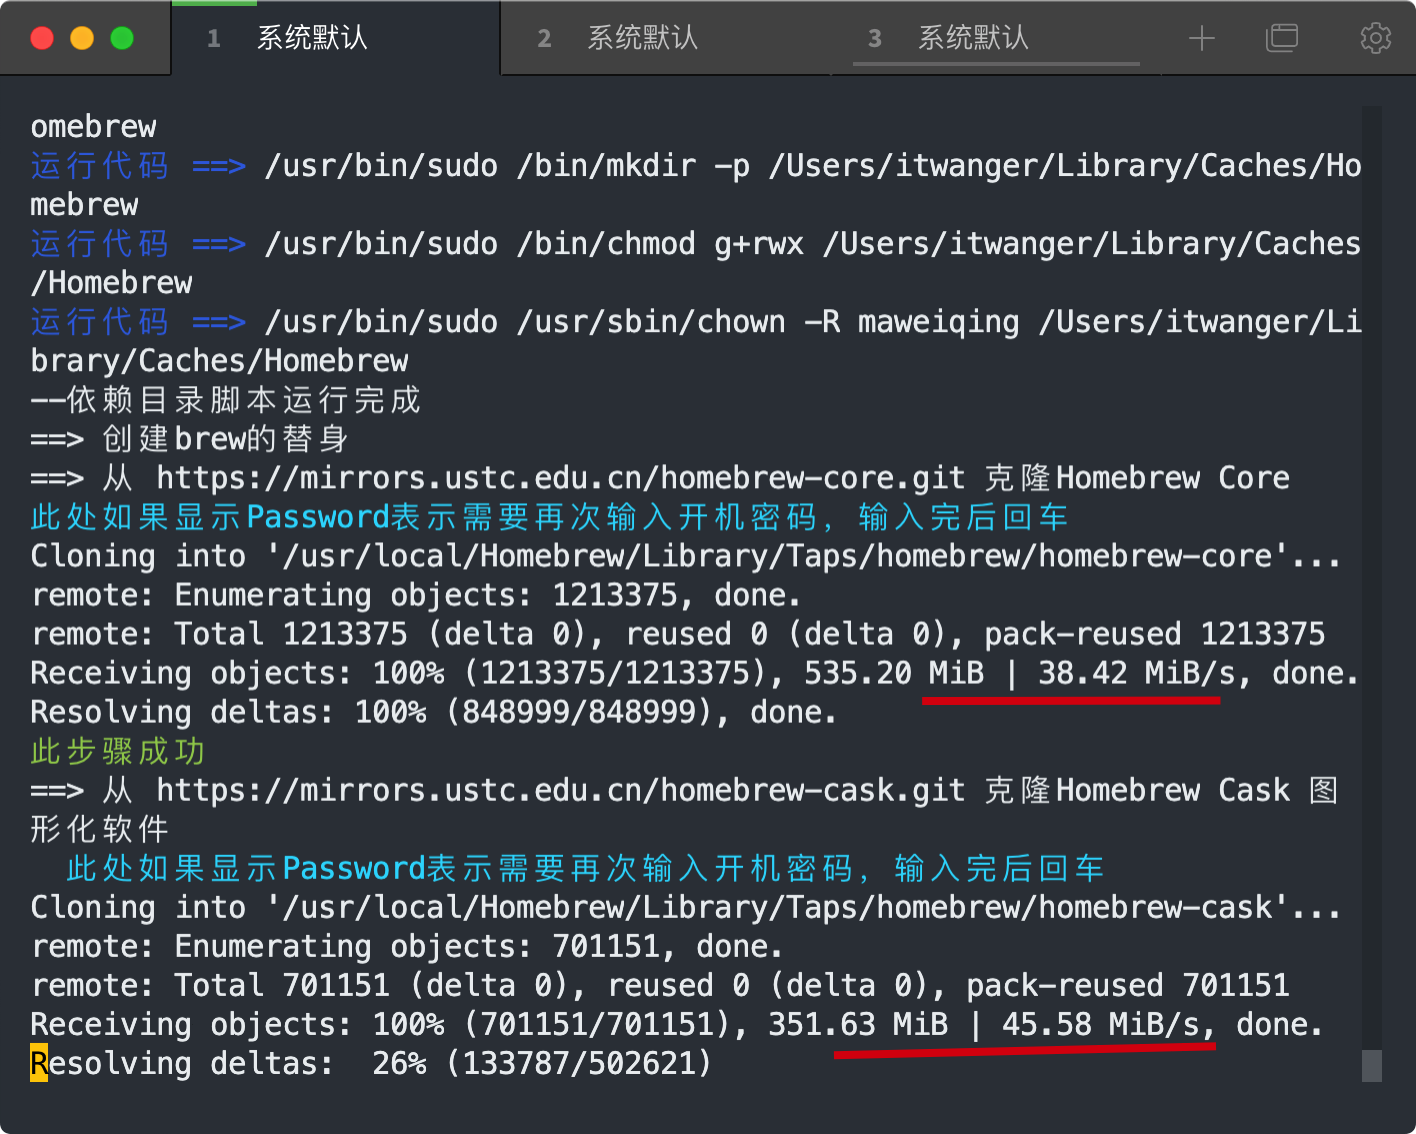 1 系统默认 2 系统默认 3 系统默认
omebrew
运行代码 ==> /usr/bin/sudo /bin/mkdir -p /Users/itwanger/Library/Caches/Ho
mebrew
运行代码 ==> /usr/bin/sudo /bin/chmod g+rwx /Users/itwanger/Library/Caches
/Homebrew
运行代码 ==> /usr/bin/sudo /usr/sbin/chown -R maweiqing /Users/itwanger/Li
brary/Caches/Homebrew
--依赖目录脚本运行完成
==> 创建brew的替身
==> 从 https://mirrors.ustc.edu.cn/homebrew-core.git 克隆Homebrew Core
此处如果显示Password表示需要再次输入开机密码，输入完后回车
Cloning into '/usr/local/Homebrew/Library/Taps/homebrew/homebrew-core'...
remote: Enumerating objects: 1213375, done.
remote: Total 1213375 (delta 0), reused 0 (delta 0), pack-reused 1213375
Receiving objects: 100% (1213375/1213375), 535.20 MiB | 38.42 MiB/s, done.
Resolving deltas: 100% (848999/848999), done.
此步骤成功
==> 从 https://mirrors.ustc.edu.cn/homebrew-cask.git 克隆Homebrew Cask 图
形化软件
此处如果显示Password表示需要再次输入开机密码，输入完后回车
Cloning into '/usr/local/Homebrew/Library/Taps/homebrew/homebrew-cask'...
remote: Enumerating objects: 701151, done.
remote: Total 701151 (delta 0), reused 0 (delta 0), pack-reused 701151
Receiving objects: 100% (701151/701151), 351.63 MiB | 45.58 MiB/s, done.
Resolving deltas:  26% (133787/502621)